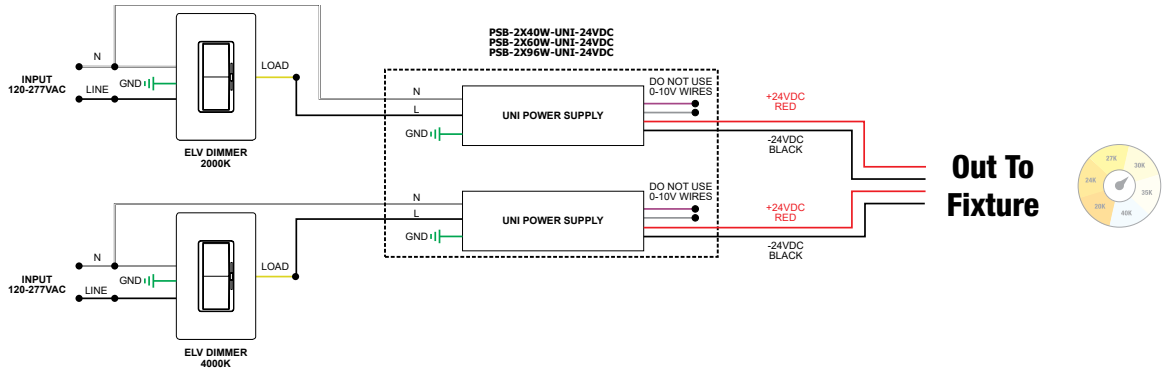 PSB-2X40W-UNI-24VDC
PSB-2X60W-UNI-24VDC
PSB-2X96W-UNI-24VDC
N
INPUT
120-277VAC
GND
LINE
LOAD
ELV DIMMER
2000K
N
L
GND
UNI POWER SUPPLY
DO NOT USE
0-10V WIRES
+24VDC
RED
-24VDC
BLACK
N
INPUT
120-277VAC
GND
LINE
LOAD
ELV DIMMER
4000K
N
L
GND
UNI POWER SUPPLY
DO NOT USE
0-10V WIRES
+24VDC
RED
-24VDC
BLACK
Out To
Fixture
27K
30K
24K
35K
20K
40K